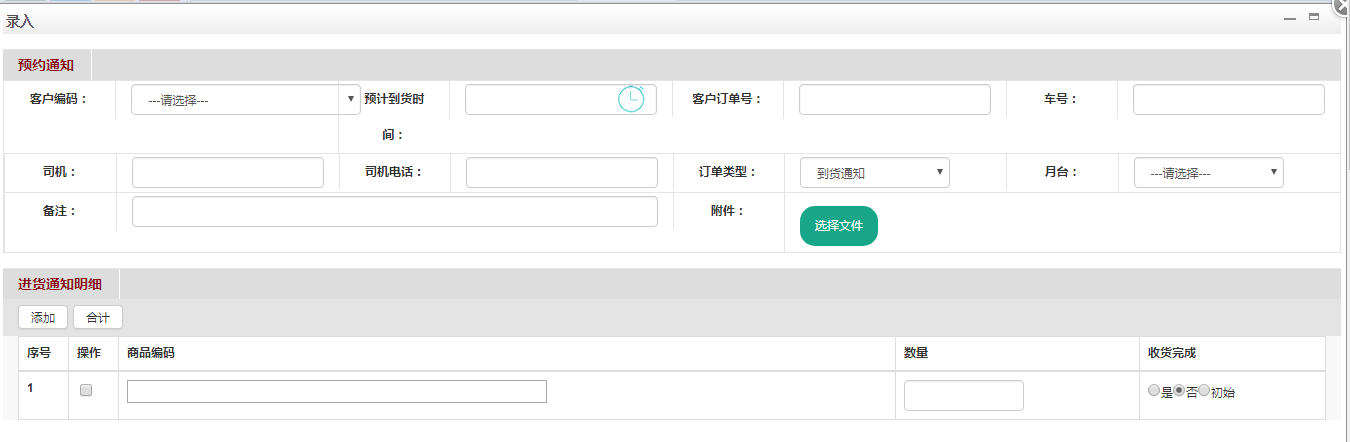 录入
预约通知
客户编码： ---请选择--- 预计到货时间： 客户订单号： 车号：
司机： 司机电话： 订单类型： 到货通知 月台： ---请选择---
备注： 附件： 选择文件
进货通知明细
添加 合计
序号 操作 商品编码 数量 收货完成
1 是 否 初始